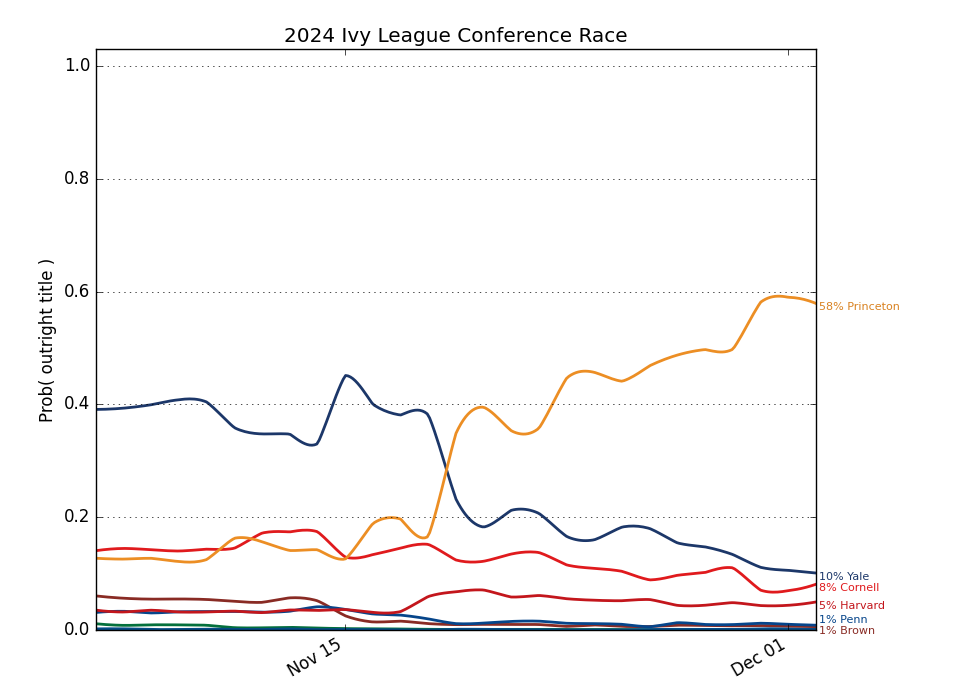 2024 Ivy League Conference Race
1.0
0.8
0.6
0.4
0.2
0.0
Prob( outright title )
Nov 15
Dec 01
58% Princeton
10% Yale
8% Cornell
5% Harvard
1% Penn
1% Brown